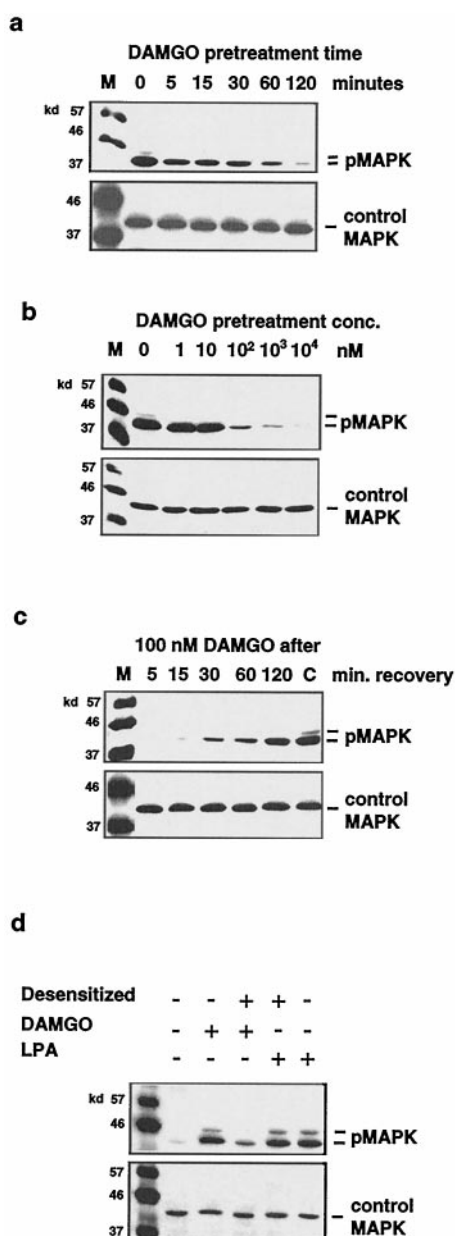 a
DAMGO pretreatment time
M 0 5 15 30 60 120 minutes
kd 57
46
37
pMAPK
46
37
control
MAPK
b
DAMGO pretreatment conc.
M 0 1 10 10² 10³ 10⁴ nM
kd 57
46
37
pMAPK
57
46
37
control
MAPK
c
100 nM DAMGO after
M 5 15 30 60 120 C min. recovery
kd 57
46
37
pMAPK
46
37
control
MAPK
d
Desensitized - - + + -
DAMGO - + + - -
LPA - - - + +
kd 57
46
pMAPK
57
46
37
control
MAPK